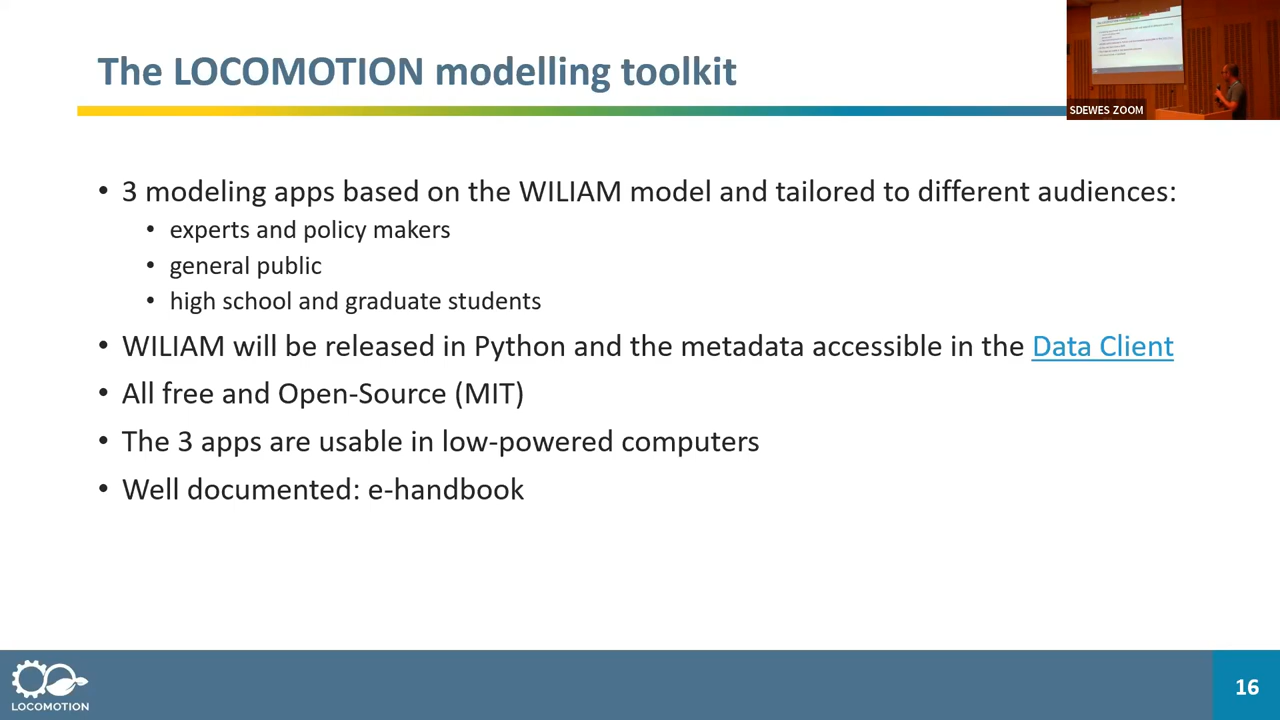 The LOCOMOTION modelling toolkit
SDEWES ZOOM
• 3 modeling apps based on the WILIAM model and tailored to different audiences:
• experts and policy makers
• general public
• high school and graduate students
• WILIAM will be released in Python and the metadata accessible in the Data Client
• All free and Open-Source (MIT)
• The 3 apps are usable in low-powered computers
• Well documented: e-handbook
LOCOMOTION
16